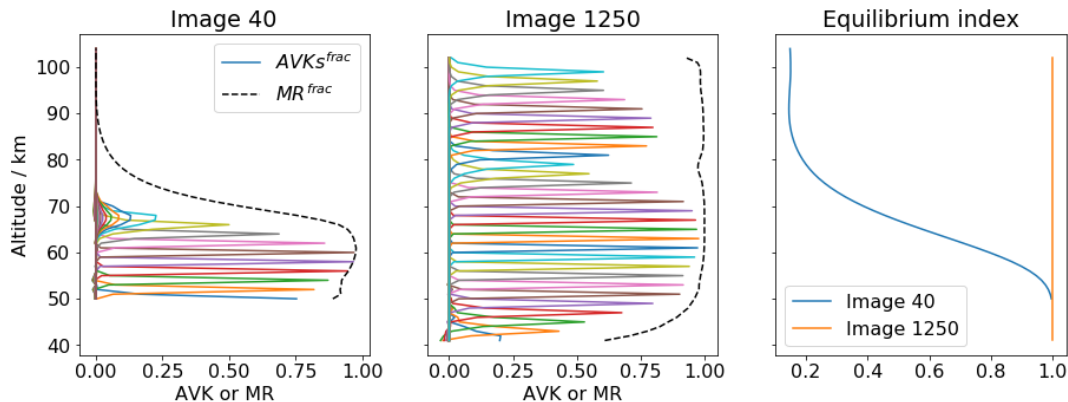 Image 40
Image 1250
Equilibrium index
AVKs^frac
MR^frac
Image 40
Image 1250
Altitude / km
100
90
80
70
60
50
40
0.00 0.25 0.50 0.75 1.00
0.00 0.25 0.50 0.75 1.00
0.2 0.4 0.6 0.8 1.0
AVK or MR
AVK or MR